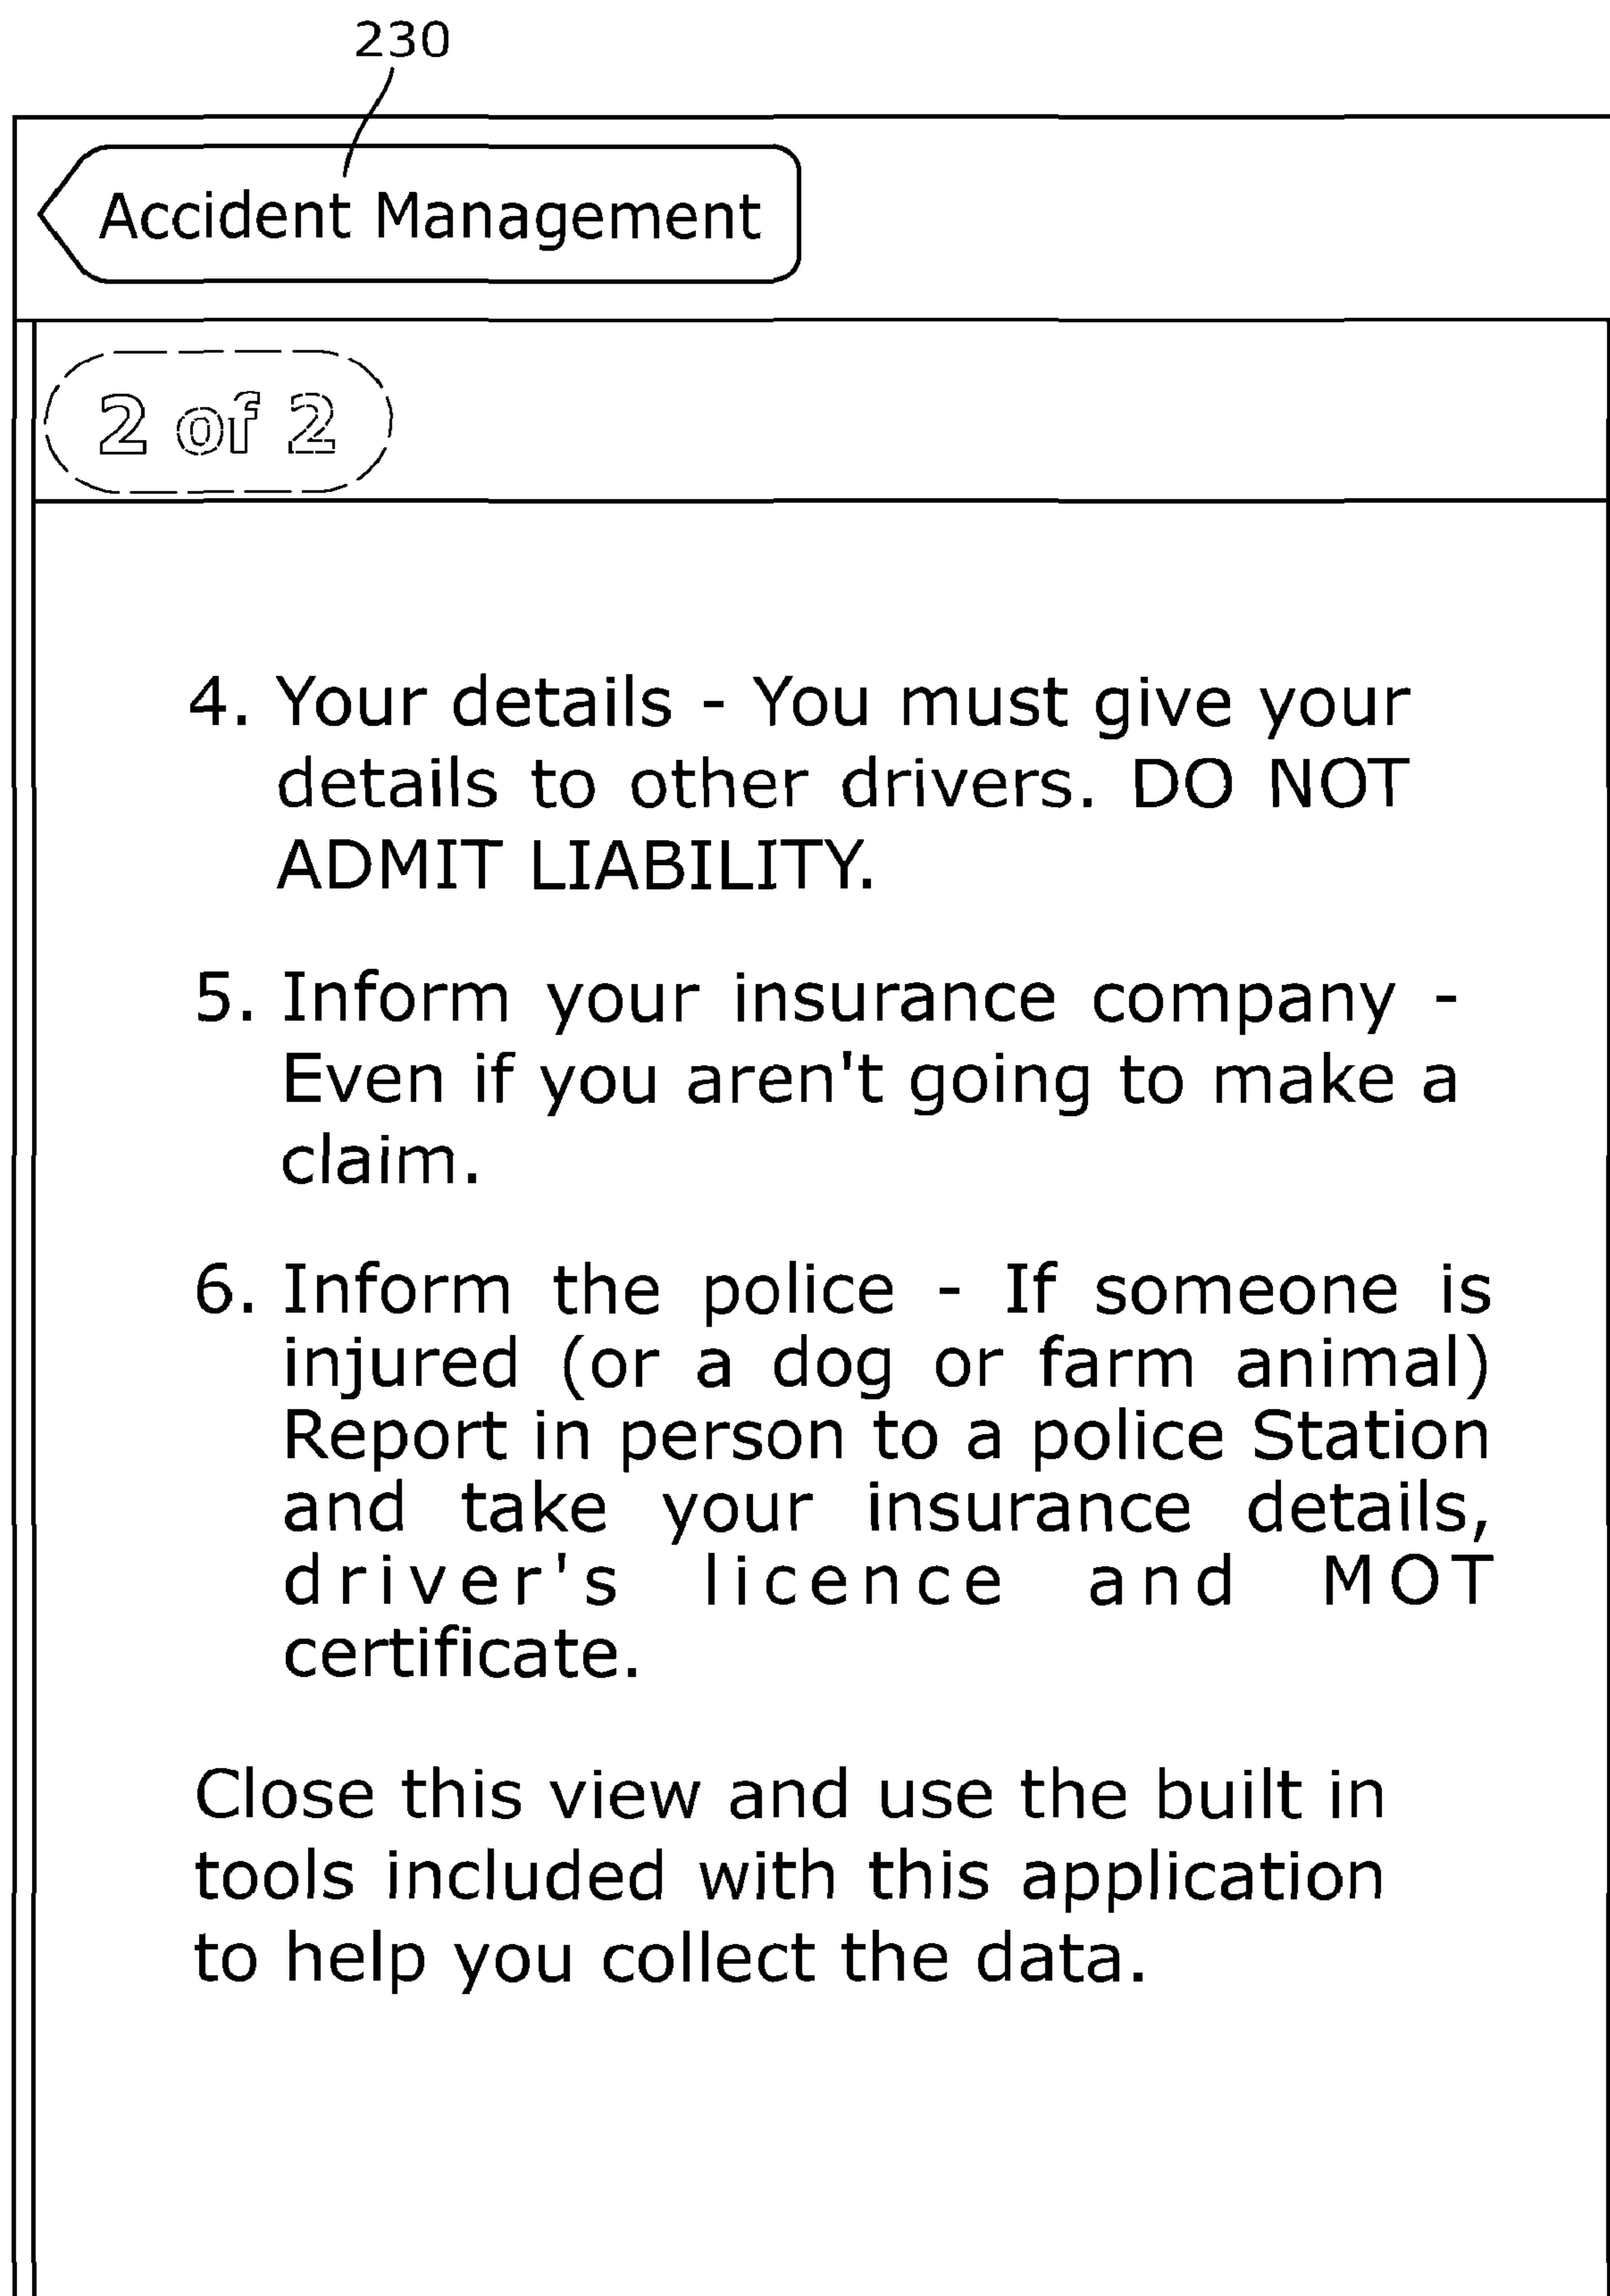 230
Accident Management
2 of 2
4. Your details - You must give your
details to other drivers. DO NOT
ADMIT LIABILITY.
5. Inform your insurance company -
Even if you aren't going to make a
claim.
6. Inform the police - If someone is
injured (or a dog or farm animal)
Report in person to a police Station
and take your insurance details,
driver's licence and MOT
certificate.
Close this view and use the built in
tools included with this application
to help you collect the data.